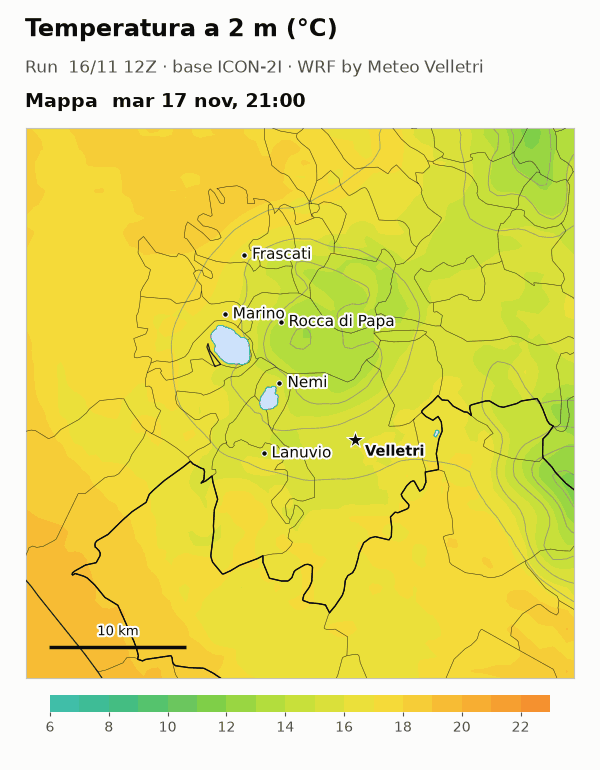 Temperatura a 2 m (°C)
Run 16/11 12Z · base ICON-2I · WRF by Meteo Velletri
Mappa mar 17 nov, 21:00
Frascati
Marino
Rocca di Papa
Nemi
Velletri
Lanuvio
10 km
6 8 10 12 14 16 18 20 22